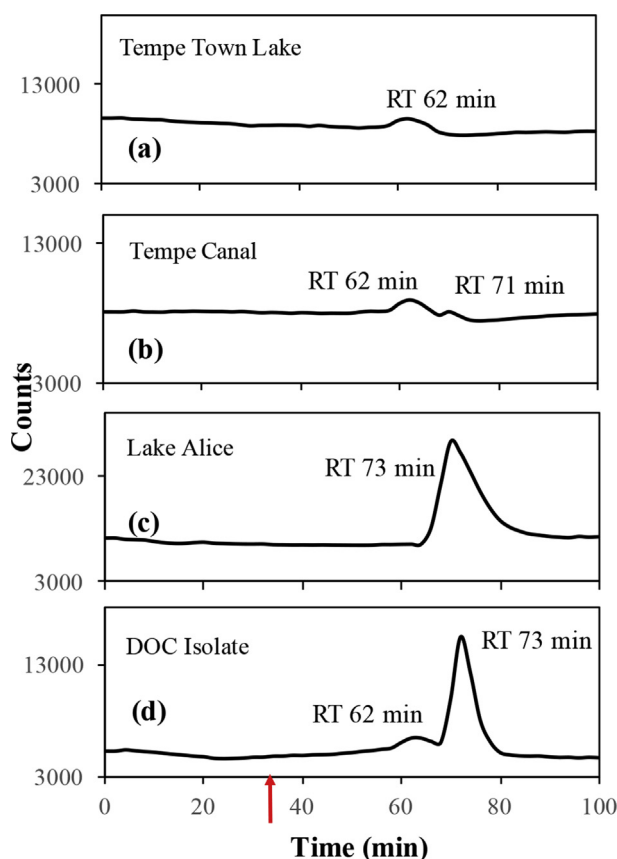 Tempe Town Lake
13000
RT 62 min
(a)
3000
13000
Tempe Canal
RT 62 min
RT 71 min
(b)
3000
Counts
Lake Alice
RT 73 min
23000
(c)
3000
DOC Isolate
RT 73 min
13000
RT 62 min
(d)
3000
0 20 40 60 80 100
Time (min)